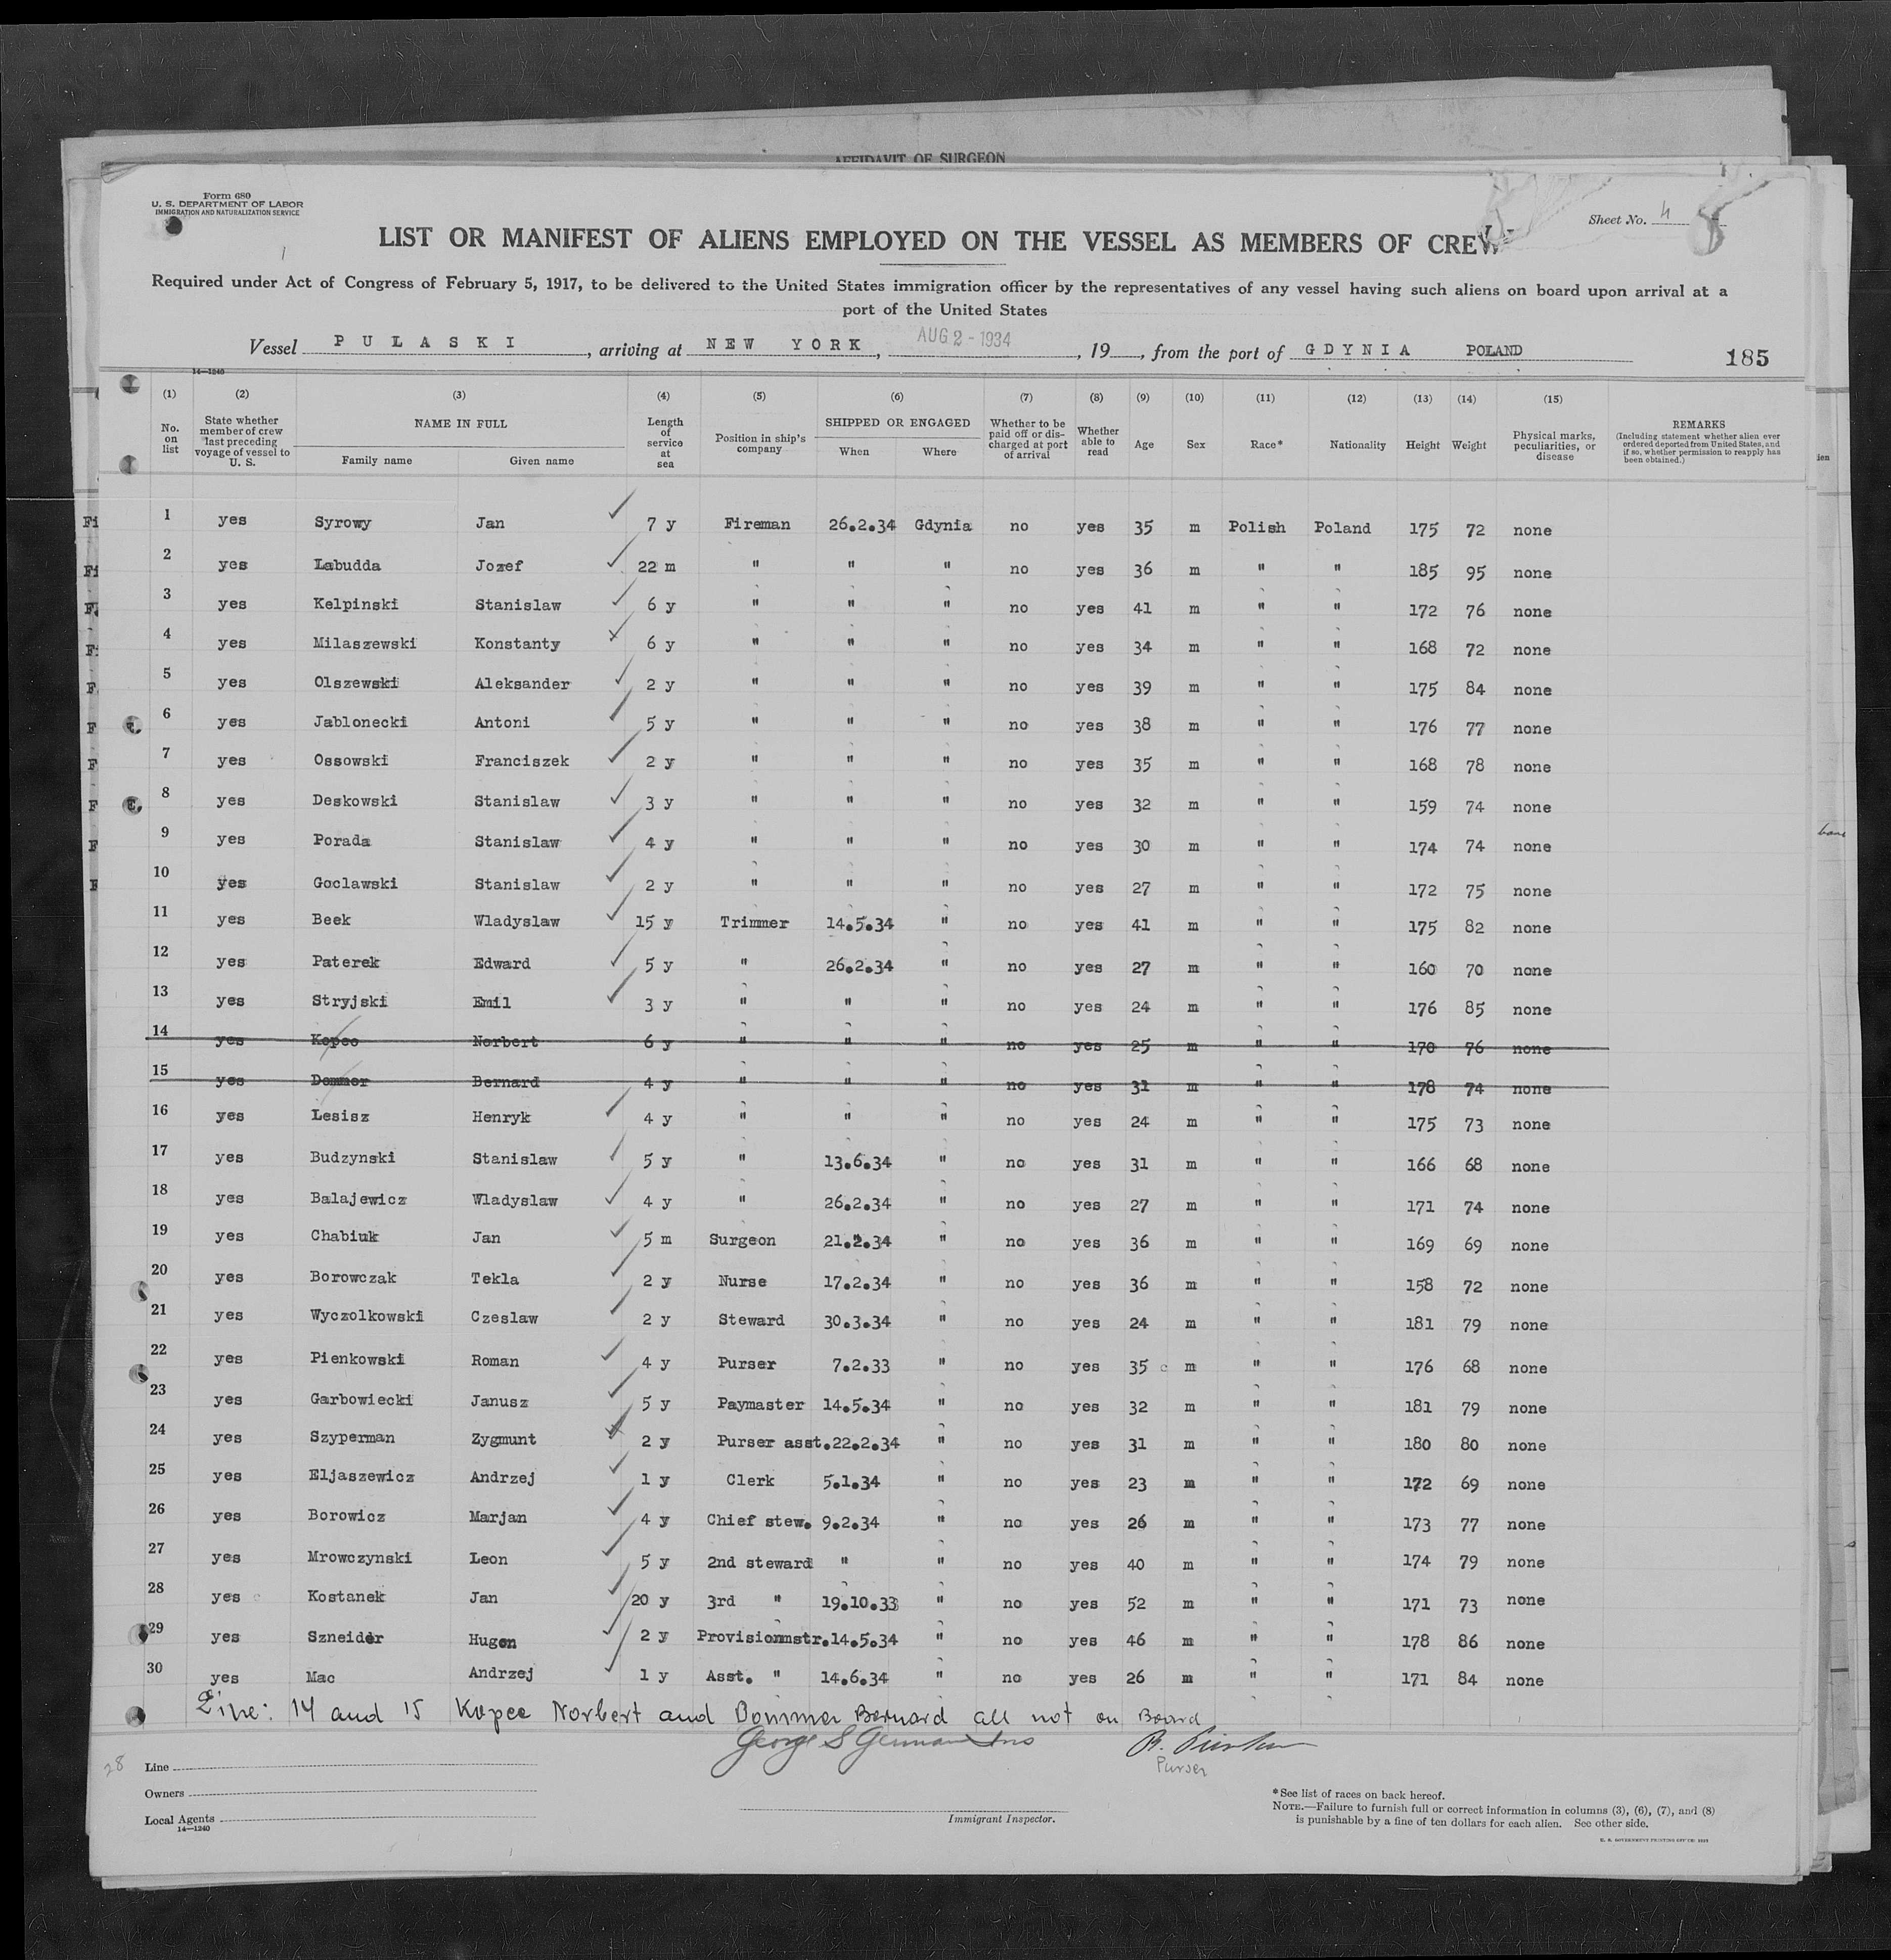 AFFIDAVIT OF SURGEON
Form 680
U. S. DEPARTMENT OF LABOR
IMMIGRATION AND NATURALIZATION SERVICE
Sheet No. 4
LIST OR MANIFEST OF ALIENS EMPLOYED ON THE VESSEL AS MEMBERS OF CREW
Required under Act of Congress of February 5, 1917, to be delivered to the United States immigration officer by the representatives of any vessel having such aliens on board upon arrival at a
port of the United States
Vessel PULASKI, arriving at NEW YORK, AUG 2 - 1934, 19, from the port of GDYNIA POLAND
185
14—1240
(1) (2) (3) (4) (5) (6) (7) (8) (9) (10) (11) (12) (13) (14) (15)
No. on list State whether member of crew last preceding voyage of vessel to U. S. NAME IN FULL Family name Given name Length of service at sea Position in ship's company SHIPPED OR ENGAGED When Where Whether to be paid off or discharged at port of arrival Whether able to read Age Sex Race* Nationality Height Weight Physical marks, peculiarities, or disease REMARKS (Including statement whether alien ever ordered deported from United States, and if so, whether permission to reapply has been obtained.)
1 yes Syrowy Jan 7 y Fireman 26.2.34 Gdynia no yes 35 m Polish Poland 175 72 none
2 yes Labudda Jozef 22 m " " " no yes 36 m " " 185 95 none
3 yes Kelpinski Stanislaw 6 y " " " no yes 41 m " " 172 76 none
4 yes Milaszewski Konstanty 6 y " " " no yes 34 m " " 168 72 none
5 yes Olszewski Aleksander 2 y " " " no yes 39 m " " 175 84 none
6 yes Jablonecki Antoni 5 y " " " no yes 38 m " " 176 77 none
7 yes Ossowski Franciszek 2 y " " " no yes 35 m " " 168 78 none
8 yes Deskowski Stanislaw 3 y " " " no yes 32 m " " 159 74 none
9 yes Porada Stanislaw 4 y " " " no yes 30 m " " 174 74 none
10 yes Goclawski Stanislaw 2 y " " " no yes 27 m " " 172 75 none
11 yes Beek Wladyslaw 15 y Trimmer 14.5.34 " no yes 41 m " " 175 82 none
12 yes Paterek Edward 5 y " 26.2.34 " no yes 27 m " " 160 70 none
13 yes Stryjski Emil 3 y " " " no yes 24 m " " 176 85 none
14 yes Kopec Norbert 6 y " " " no yes 25 m " " 170 76 none
15 yes Dommer Bernard 4 y " " " no yes 31 m " " 178 74 none
16 yes Lesisz Henryk 4 y " " " no yes 24 m " " 175 73 none
17 yes Budzynski Stanislaw 5 y " 13.6.34 " no yes 31 m " " 166 68 none
18 yes Balajewicz Wladyslaw 4 y " 26.2.34 " no yes 27 m " " 171 74 none
19 yes Chabiuk Jan 5 m Surgeon 21.2.34 " no yes 36 m " " 169 69 none
20 yes Borowczak Tekla 2 y Nurse 17.2.34 " no yes 36 m " " 158 72 none
21 yes Wyczolkowski Czeslaw 2 y Steward 30.3.34 " no yes 24 m " " 181 79 none
22 yes Pienkowski Roman 4 y Purser 7.2.33 " no yes 35 m " " 176 68 none
23 yes Garbowiecki Janusz 5 y Paymaster 14.5.34 " no yes 32 m " " 181 79 none
24 yes Szyperman Zygmunt 2 y Purser asst. 22.2.34 " no yes 31 m " " 180 80 none
25 yes Eljaszewicz Andrzej 1 y Clerk 5.1.34 " no yes 23 m " " 172 69 none
26 yes Borowicz Marjan 4 y Chief stew. 9.2.34 " no yes 26 m " " 173 77 none
27 yes Mrowczynski Leon 5 y 2nd steward " " no yes 40 m " " 174 79 none
28 yes Kostanek Jan 20 y 3rd " 19.10.33 " no yes 52 m " " 171 73 none
29 yes Szneider Hugon 2 y Provisionmstr. 14.5.34 " no yes 46 m " " 178 86 none
30 yes Mac Andrzej 1 y Asst. " 14.6.34 " no yes 26 m " " 171 84 none
Line: 14 and 15 Kopec Norbert and Dommer Bernard all not on Board
George S German Ins
Purser
28
Line
Owners
Local Agents
14—1240
Immigrant Inspector.
*See list of races on back hereof.
NOTE.—Failure to furnish full or correct information in columns (3), (6), (7), and (8)
is punishable by a fine of ten dollars for each alien. See other side.
U. S. GOVERNMENT PRINTING OFFICE: 1933